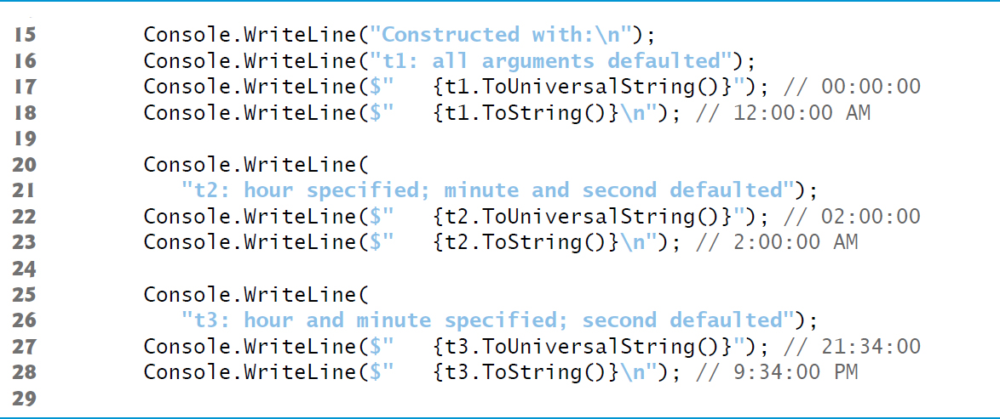 15 Console.WriteLine("Constructed with:\n");
16 Console.WriteLine("t1: all arguments defaulted");
17 Console.WriteLine($"   {t1.ToUniversalString()}"); // 00:00:00
18 Console.WriteLine($"   {t1.ToString()}\n"); // 12:00:00 AM
19
20 Console.WriteLine(
21    "t2: hour specified; minute and second defaulted");
22 Console.WriteLine($"   {t2.ToUniversalString()}"); // 02:00:00
23 Console.WriteLine($"   {t2.ToString()}\n"); // 2:00:00 AM
24
25 Console.WriteLine(
26    "t3: hour and minute specified; second defaulted");
27 Console.WriteLine($"   {t3.ToUniversalString()}"); // 21:34:00
28 Console.WriteLine($"   {t3.ToString()}\n"); // 9:34:00 PM
29